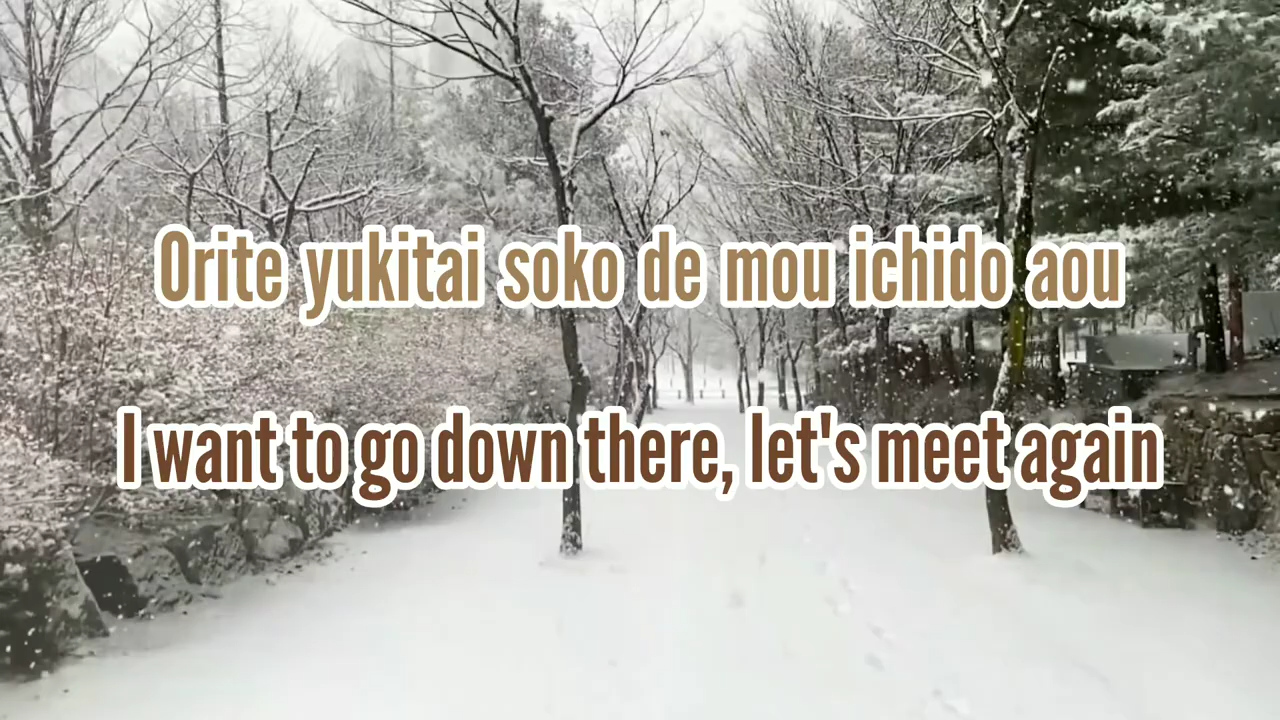 Orite yukitai soko de mou ichido aou
I want to go down there, let's meet again